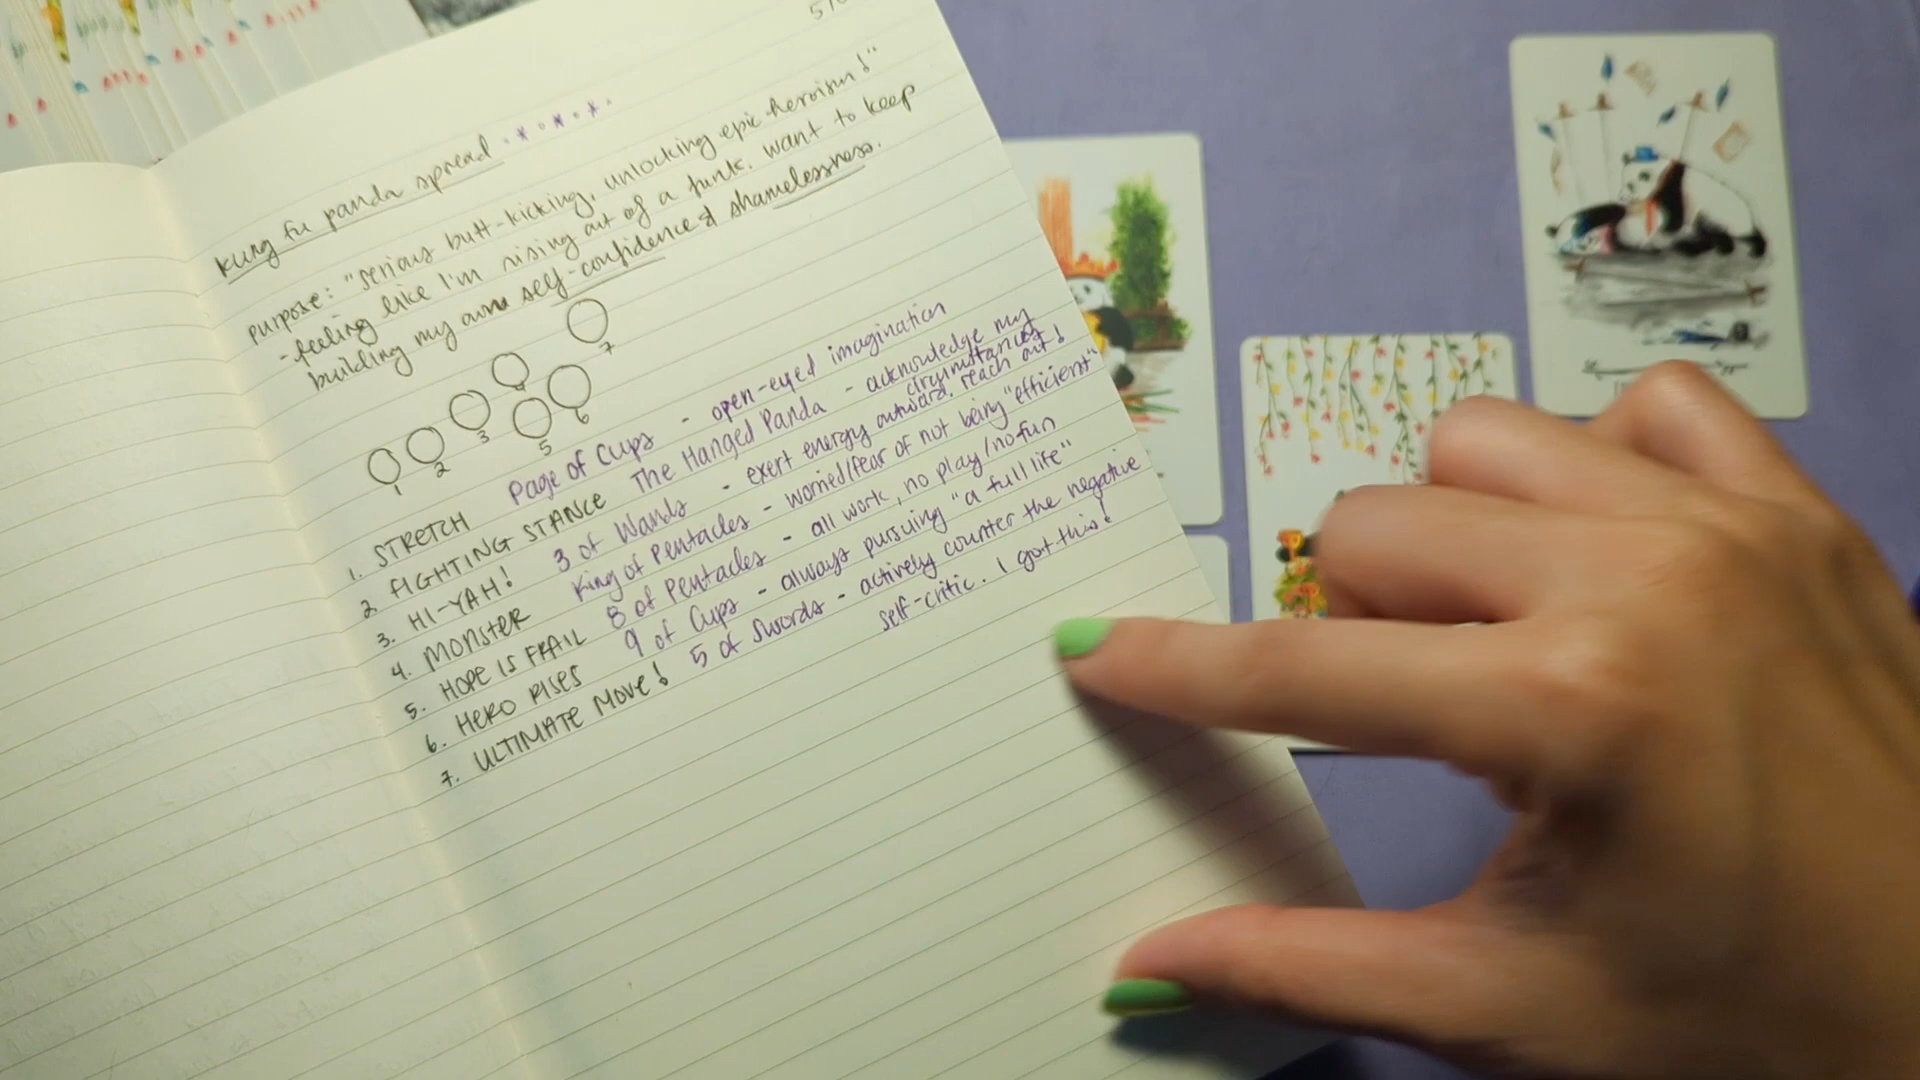 5/
kung fu panda spread
purpose: "serious butt-kicking, unlocking epic heroism!"
- feeling like I'm rising out of a funk. want to keep
building my own self-confidence & shamelessness.
1 2 3 4 5 6 7
1. STRETCH Page of Cups - open-eyed imagination
2. FIGHTING STANCE The Hanged Panda - acknowledge my
circumstances
3. HI-YAH! 3 of Wands - exert energy outward. reach out!
4. MONSTER King of Pentacles - worried/fear of not being "efficient"
5. HOPE IS FRAIL 8 of Pentacles - all work, no play/no fun
6. HERO RISES 9 of Cups - always pursuing "a full life"
7. ULTIMATE MOVE! 5 of Swords - actively counter the negative
self-critic. I got this!